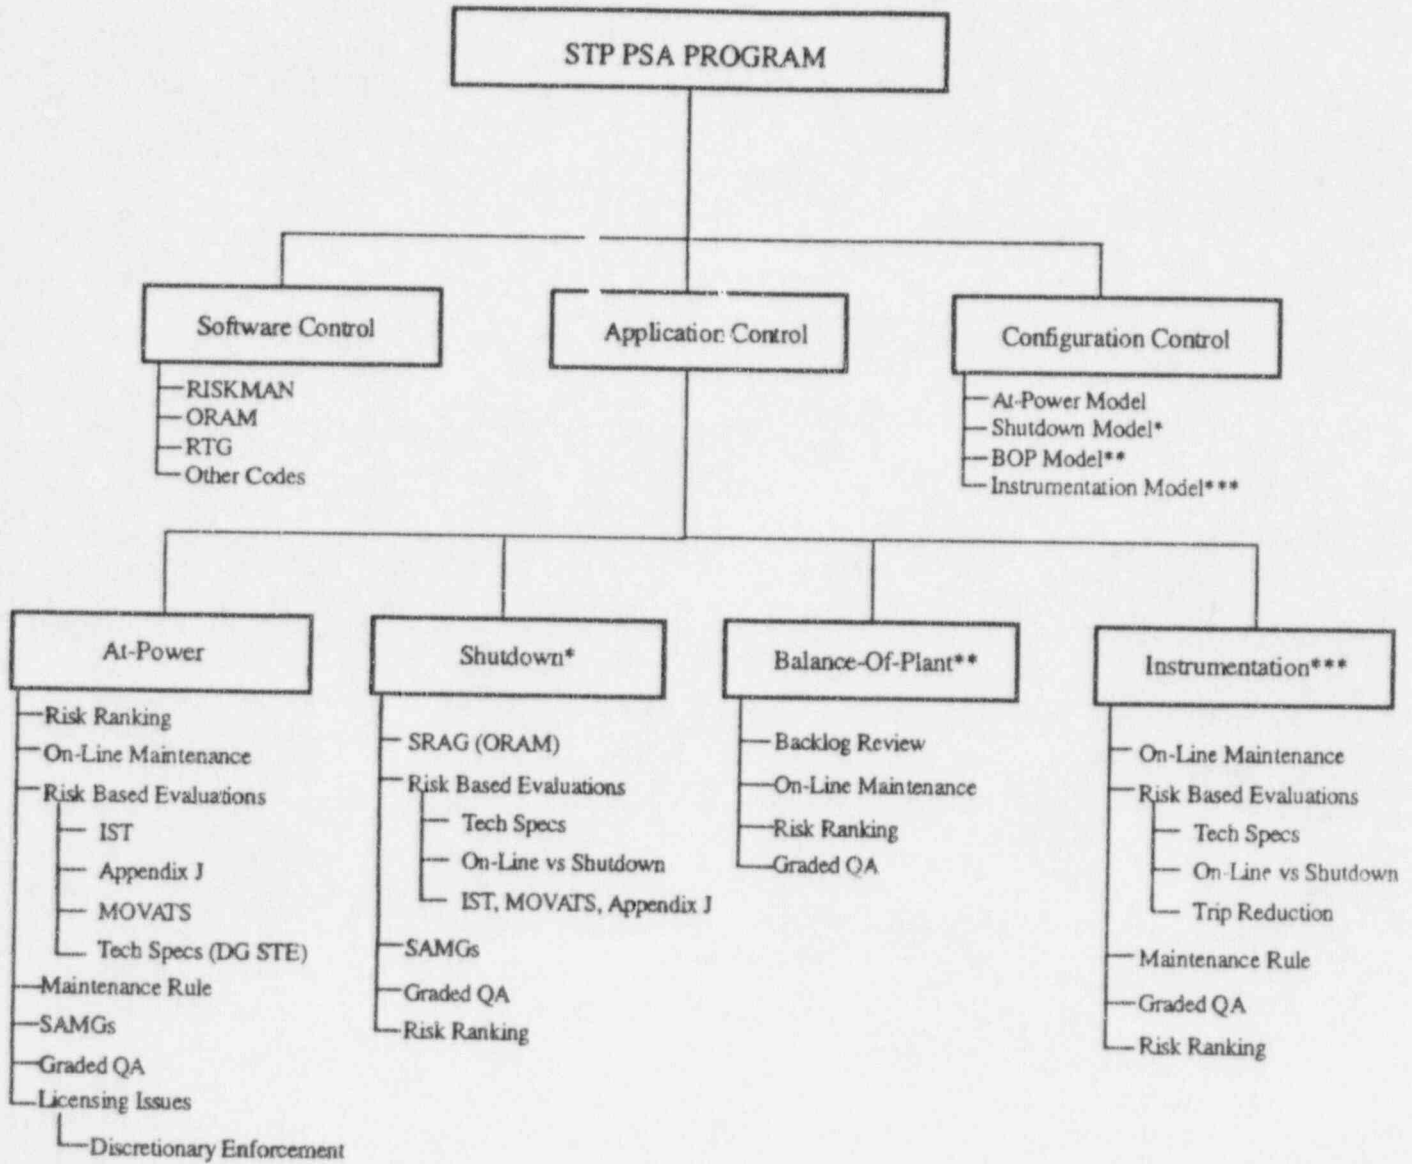 STP PSA PROGRAM
Software Control
RISKMAN
ORAM
RTG
Other Codes
Application Control
Configuration Control
At-Power Model
Shutdown Model*
BOP Model**
Instrumentation Model***
At-Power
Risk Ranking
On-Line Maintenance
Risk Based Evaluations
IST
Appendix J
MOVATS
Tech Specs (DG STE)
Maintenance Rule
SAMGs
Graded QA
Licensing Issues
Discretionary Enforcement
Shutdown*
SRAG (ORAM)
Risk Based Evaluations
Tech Specs
On-Line vs Shutdown
IST, MOVATS, Appendix J
SAMGs
Graded QA
Risk Ranking
Balance-Of-Plant**
Backlog Review
On-Line Maintenance
Risk Ranking
Graded QA
Instrumentation***
On-Line Maintenance
Risk Based Evaluations
Tech Specs
On-Line vs Shutdown
Trip Reduction
Maintenance Rule
Graded QA
Risk Ranking